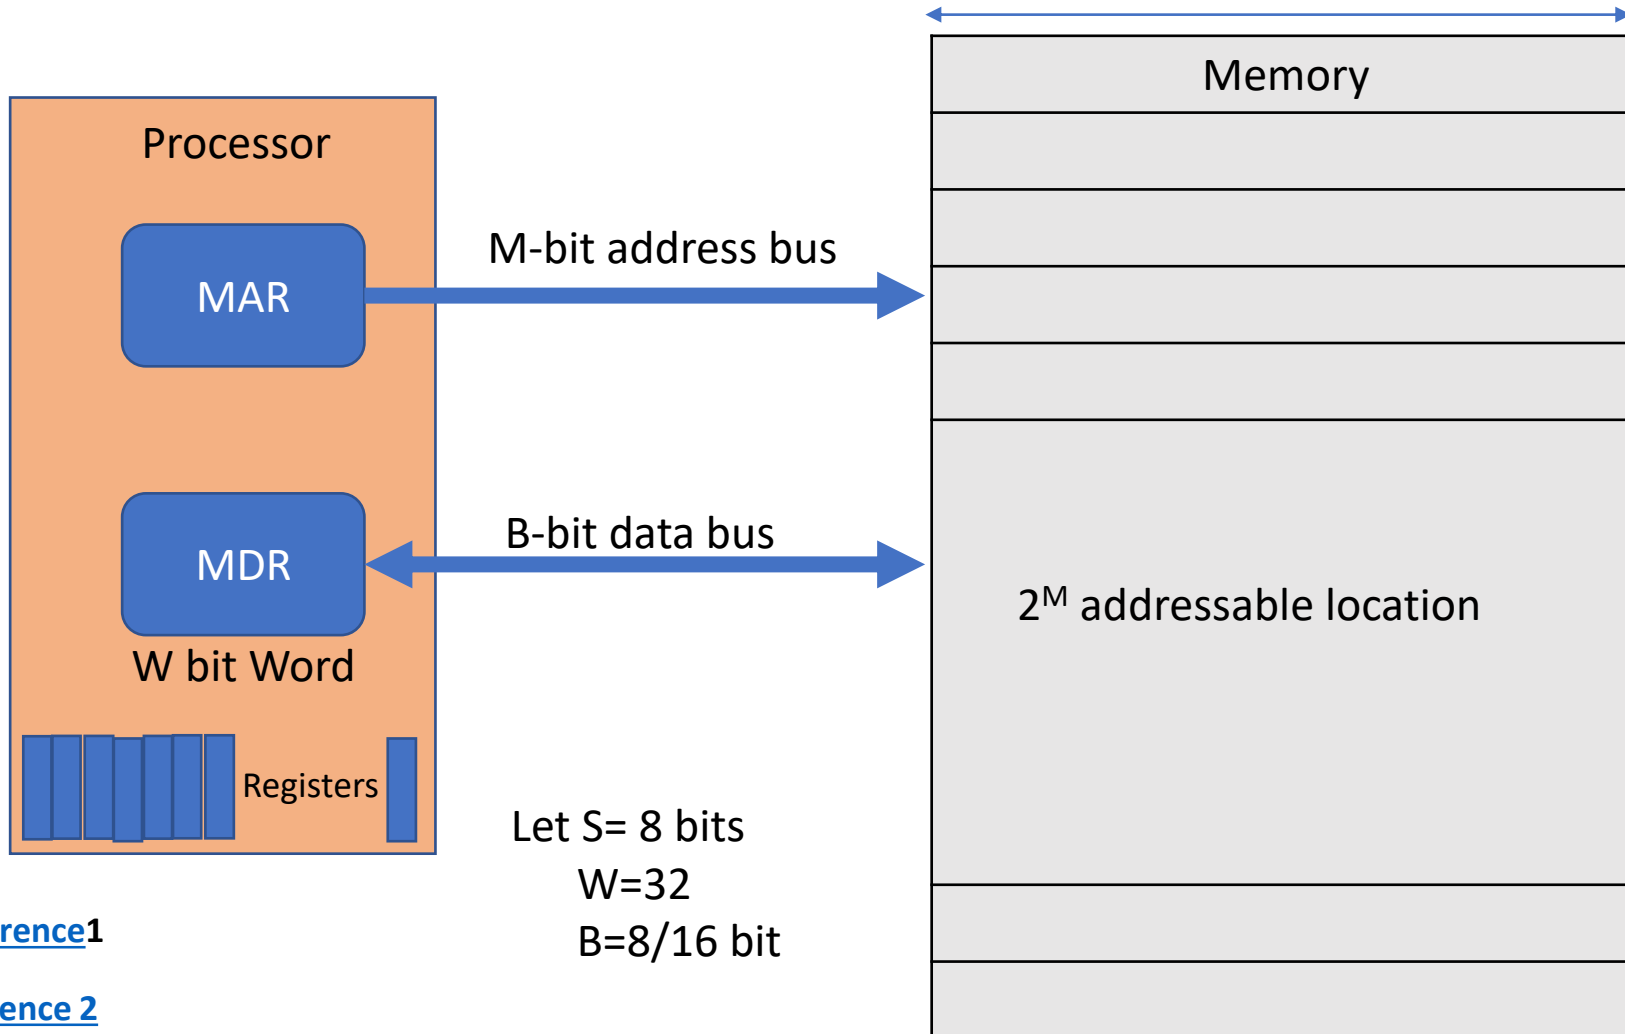 Memory
Processor
M-bit address bus
MAR
B-bit data bus
MDR
2ᴹ addressable location
W bit Word
Registers
Let S= 8 bits
W=32
B=8/16 bit
rence1
ence 2